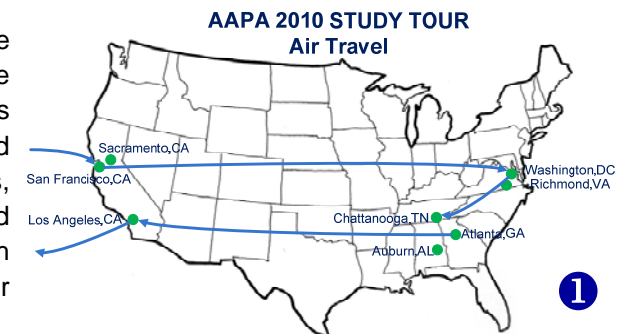 AAPA 2010 STUDY TOUR
Air Travel
e
e
s
d
,
d
n
r
Sacramento,CA
San Francisco,CA
Los Angeles,CA
Washington,DC
Richmond,VA
Chattanooga,TN
Atlanta,GA
Auburn,AL
1